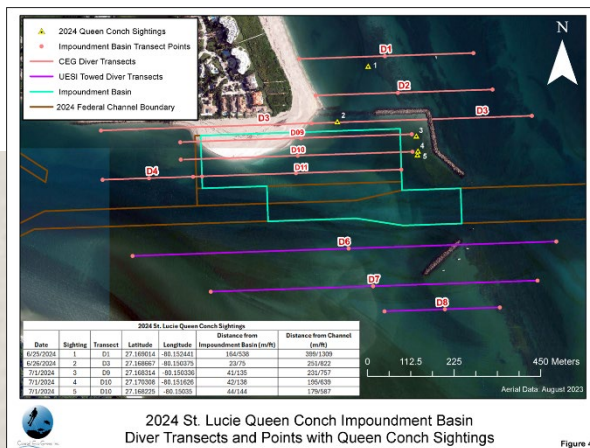 2024 Queen Conch Sightings
Impoundment Basin Transect Points
CEG Diver Transects
UESI Towed Diver Transects
Impoundment Basin
2024 Federal Channel Boundary
N
D1
1
D2
D3
2
D3
D09
3
D10
4
5
D11
D4
D6
D7
D8
2024 St. Lucie Queen Conch Sightings
Date Sighting Transect Latitude Longitude Distance from Impoundment Basin (m/ft) Distance from Channel (m/ft)
6/25/2024 1 D1 27.169014 -80.152441 164/538 399/1309
6/26/2024 2 D3 27.168667 -80.150375 23/75 251/822
7/1/2024 3 D9 27.168314 -80.150336 41/135 231/757
7/1/2024 4 D10 27.170308 -80.151626 42/138 195/639
7/1/2024 5 D10 27.168225 -80.15035 44/144 179/587
0 112.5 225 450 Meters
Aerial Data: August 2023
2024 St. Lucie Queen Conch Impoundment Basin
Diver Transects and Points with Queen Conch Sightings
Figure 4